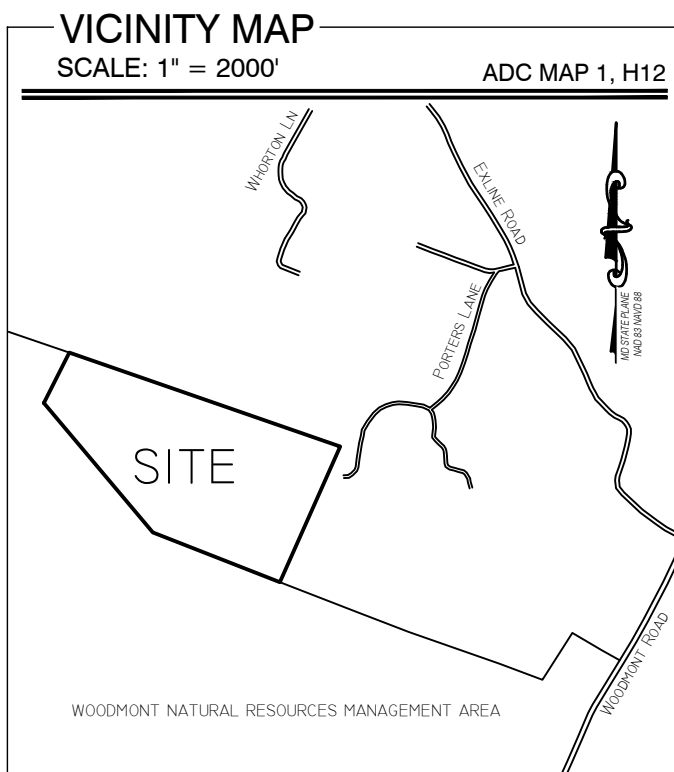 VICINITY MAP
SCALE: 1" = 2000'
ADC MAP 1, H12
WHORTON LN
EXLINE ROAD
PORTERS LANE
MD STATE PLANE
NAD 83 NAVD 88
SITE
WOODMONT ROAD
WOODMONT NATURAL RESOURCES MANAGEMENT AREA